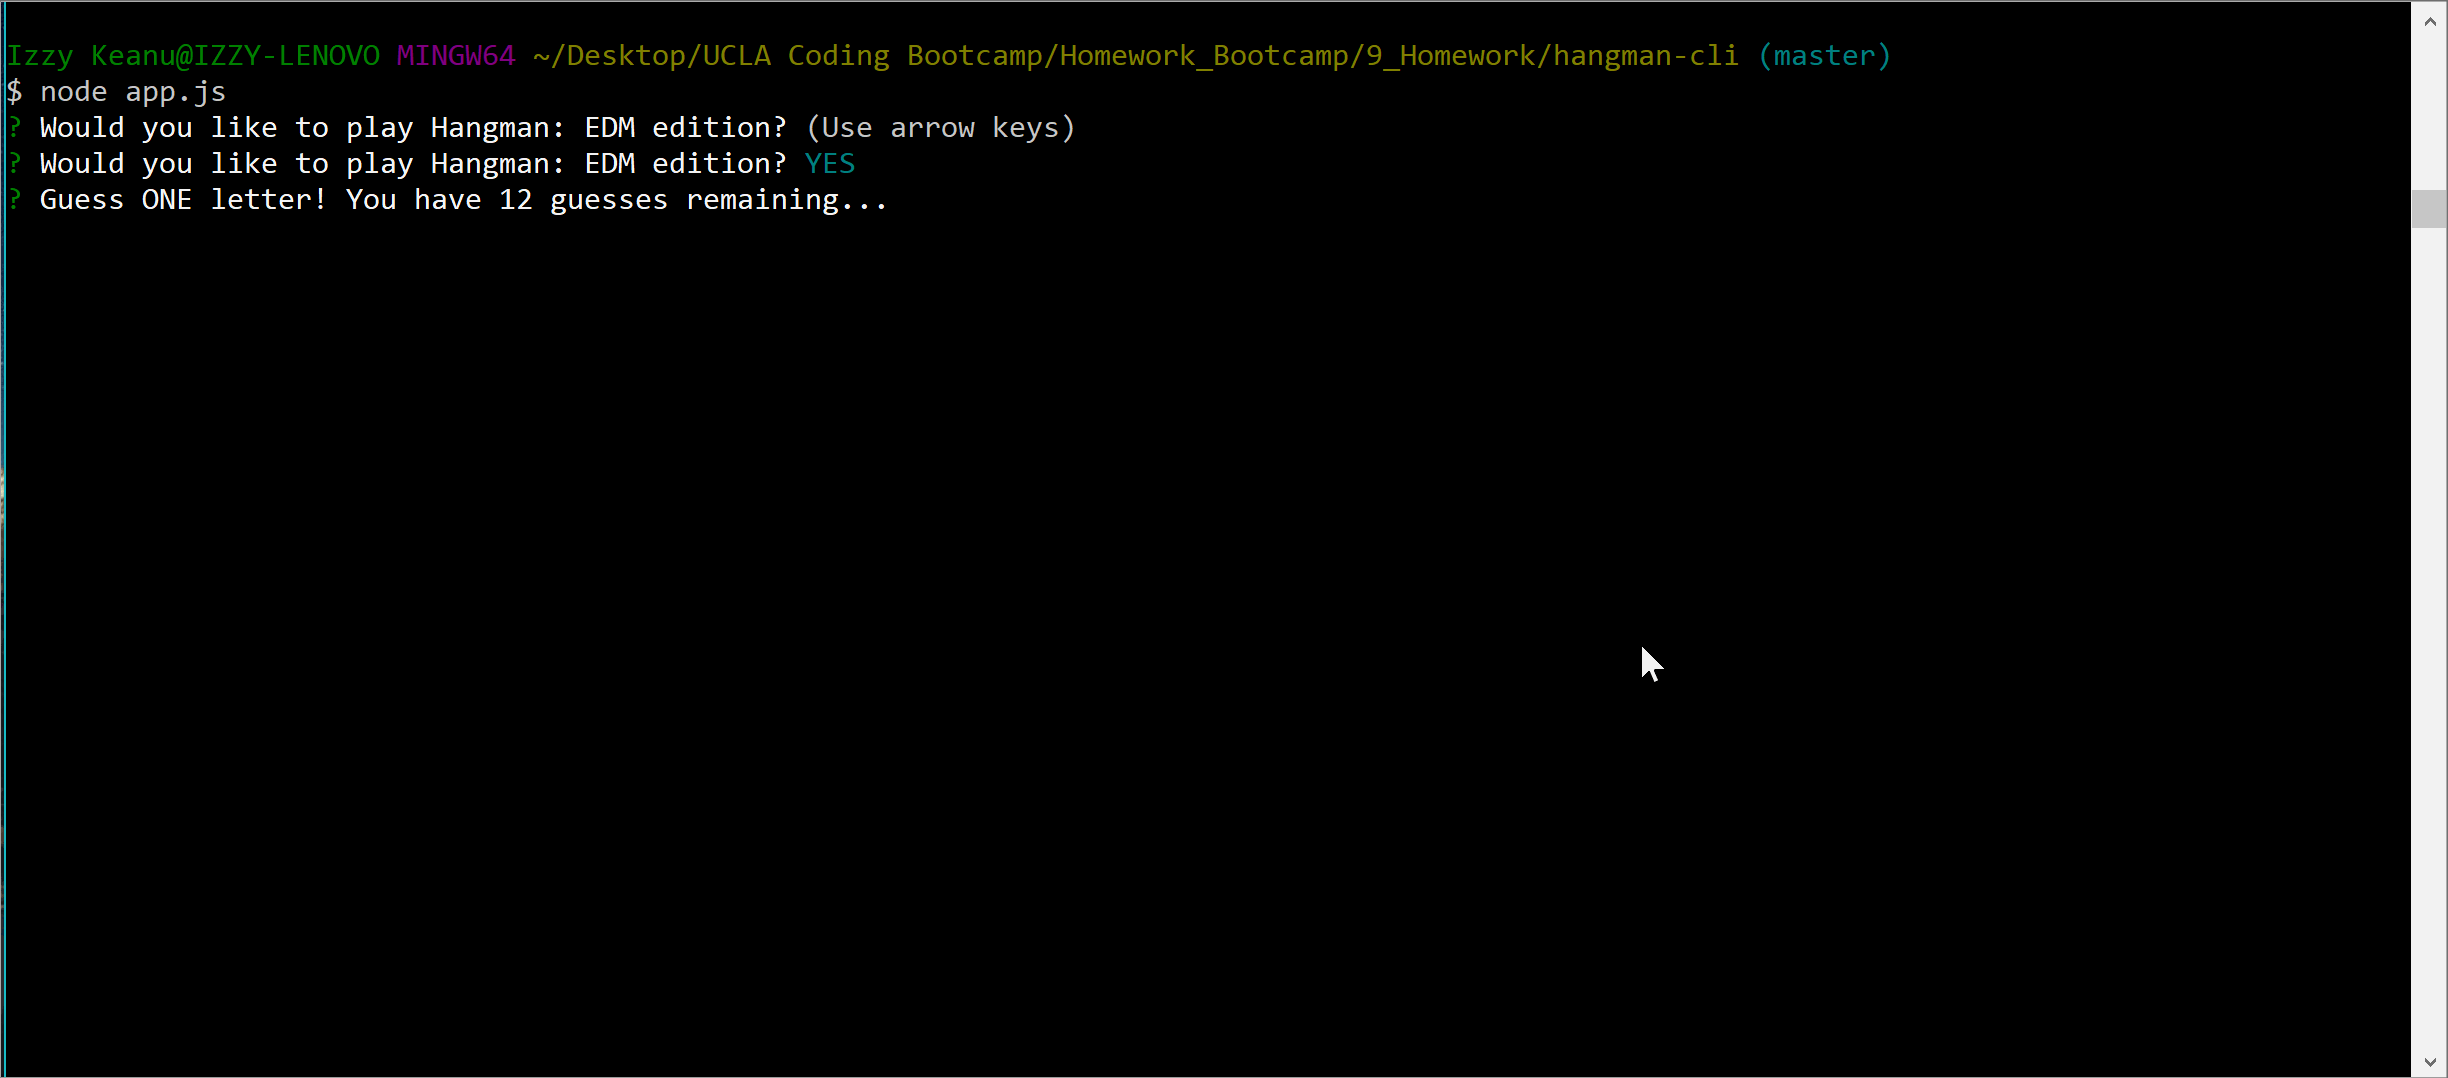 Izzy Keanu@IZZY-LENOVO MINGW64 ~/Desktop/UCLA Coding Bootcamp/Homework_Bootcamp/9_Homework/hangman-cli (master)
$ node app.js
? Would you like to play Hangman: EDM edition? (Use arrow keys)
? Would you like to play Hangman: EDM edition? YES
? Guess ONE letter! You have 12 guesses remaining...